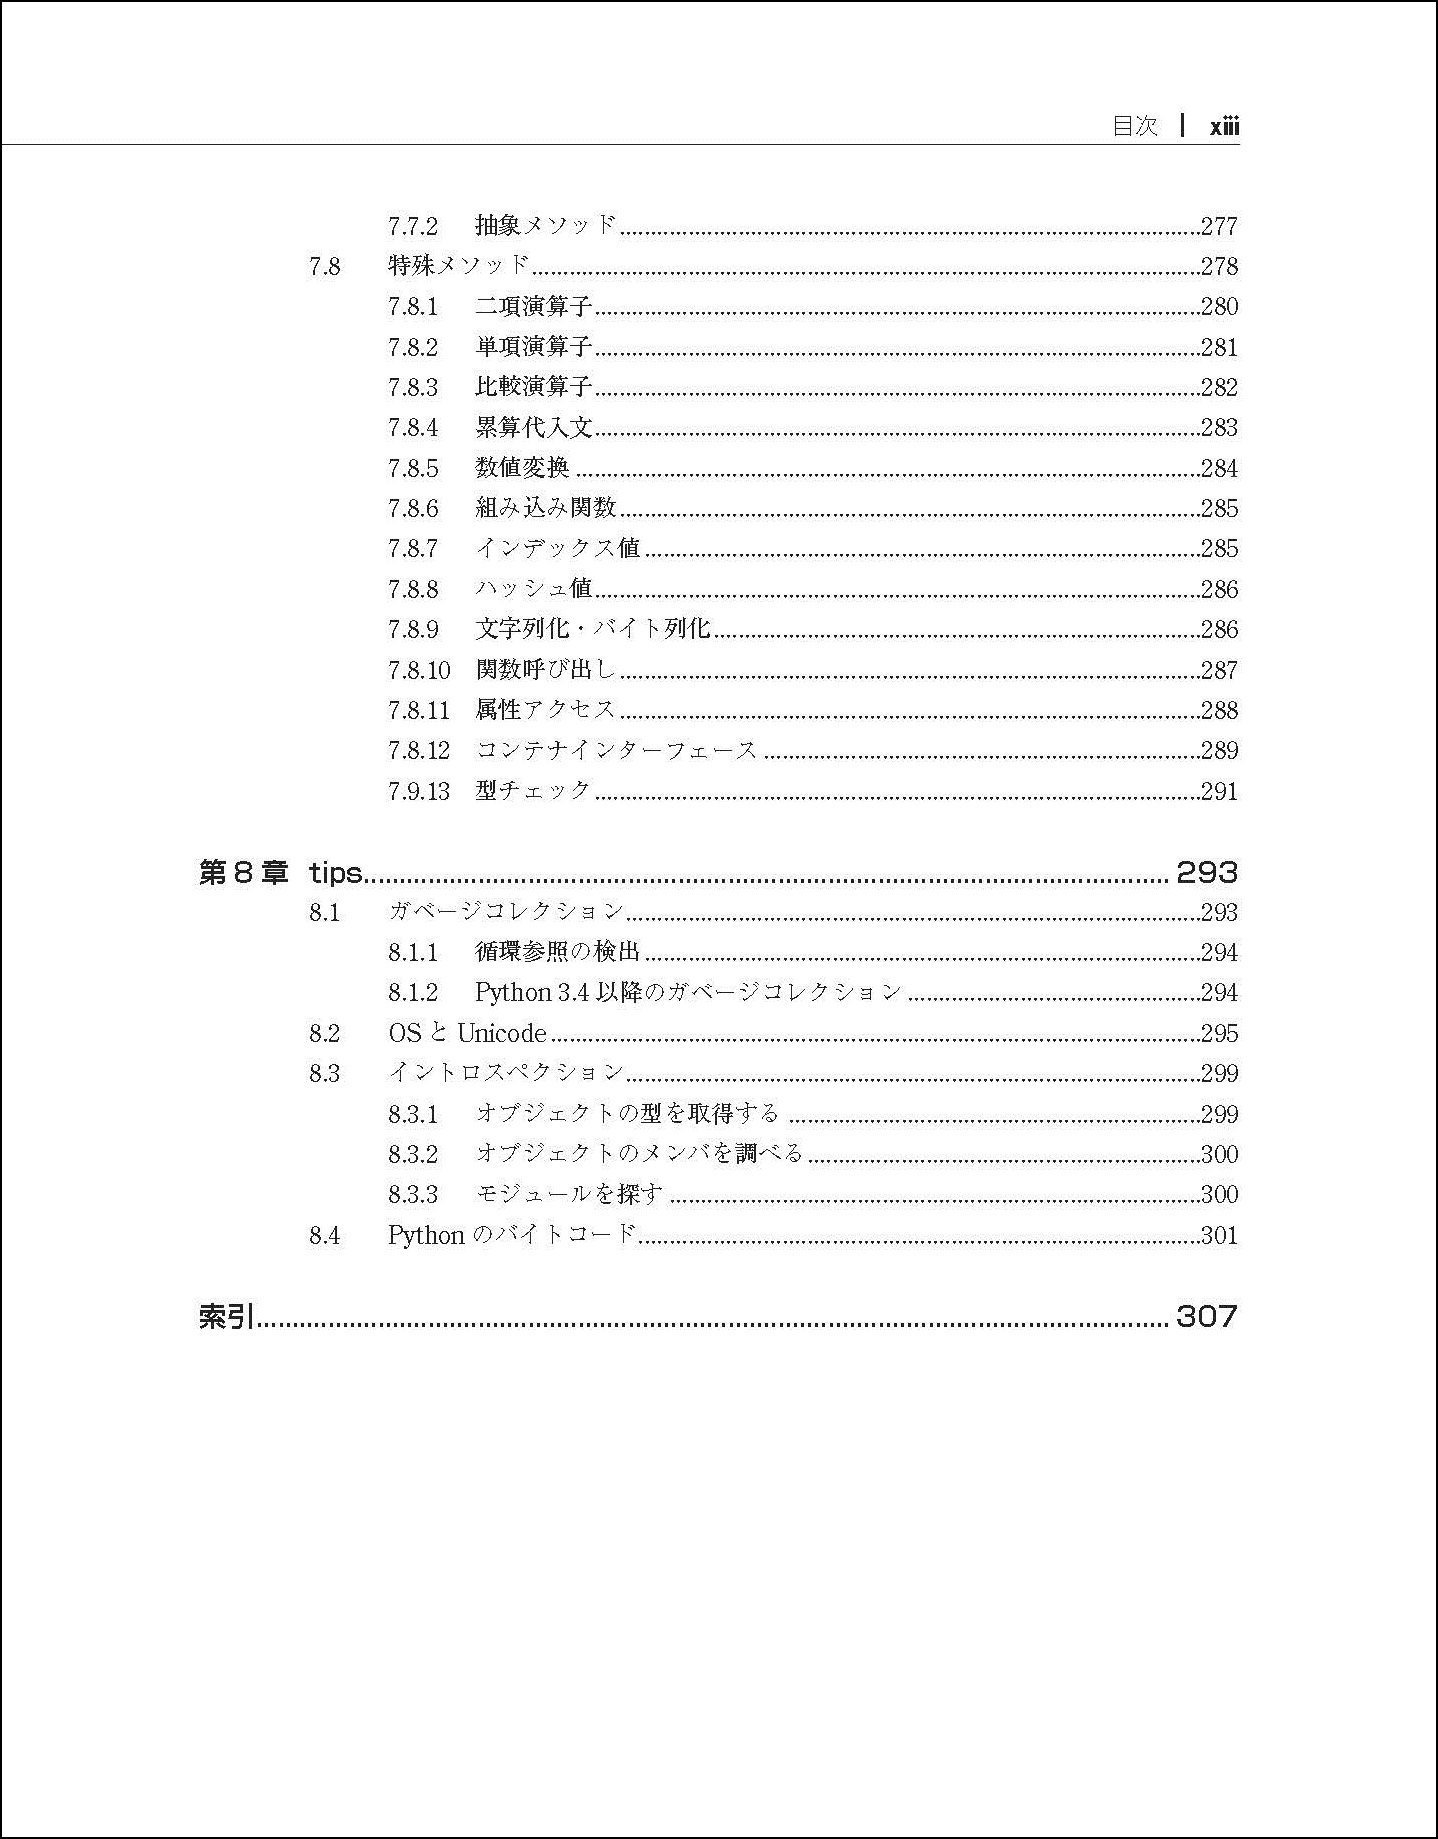 目次 | xiii
7.7.2 抽象メソッド 277
7.8 特殊メソッド 278
7.8.1 二項演算子 280
7.8.2 単項演算子 281
7.8.3 比較演算子 282
7.8.4 累算代入文 283
7.8.5 数値変換 284
7.8.6 組み込み関数 285
7.8.7 インデックス値 285
7.8.8 ハッシュ値 286
7.8.9 文字列化・バイト列化 286
7.8.10 関数呼び出し 287
7.8.11 属性アクセス 288
7.8.12 コンテナインターフェース 289
7.9.13 型チェック 291
第8章 tips 293
8.1 ガベージコレクション 293
8.1.1 循環参照の検出 294
8.1.2 Python 3.4 以降のガベージコレクション 294
8.2 OS と Unicode 295
8.3 イントロスペクション 299
8.3.1 オブジェクトの型を取得する 299
8.3.2 オブジェクトのメンバを調べる 300
8.3.3 モジュールを探す 300
8.4 Python のバイトコード 301
索引 307